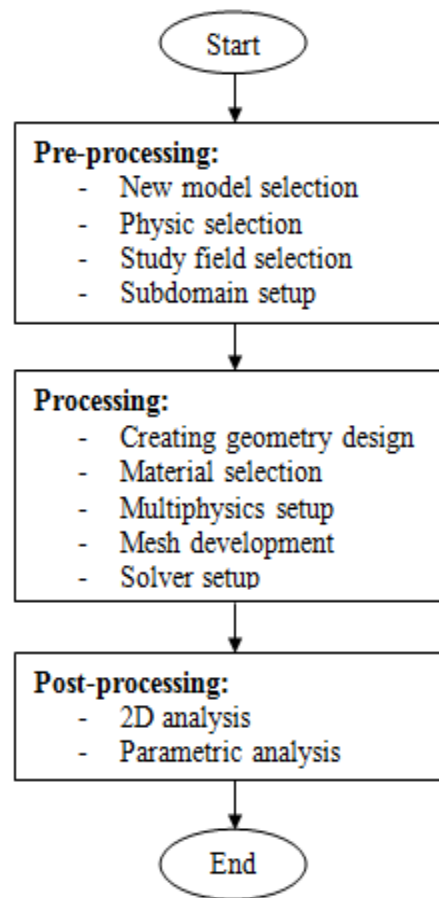 Start
Pre-processing:
- New model selection
- Physic selection
- Study field selection
- Subdomain setup
Processing:
- Creating geometry design
- Material selection
- Multiphysics setup
- Mesh development
- Solver setup
Post-processing:
- 2D analysis
- Parametric analysis
End